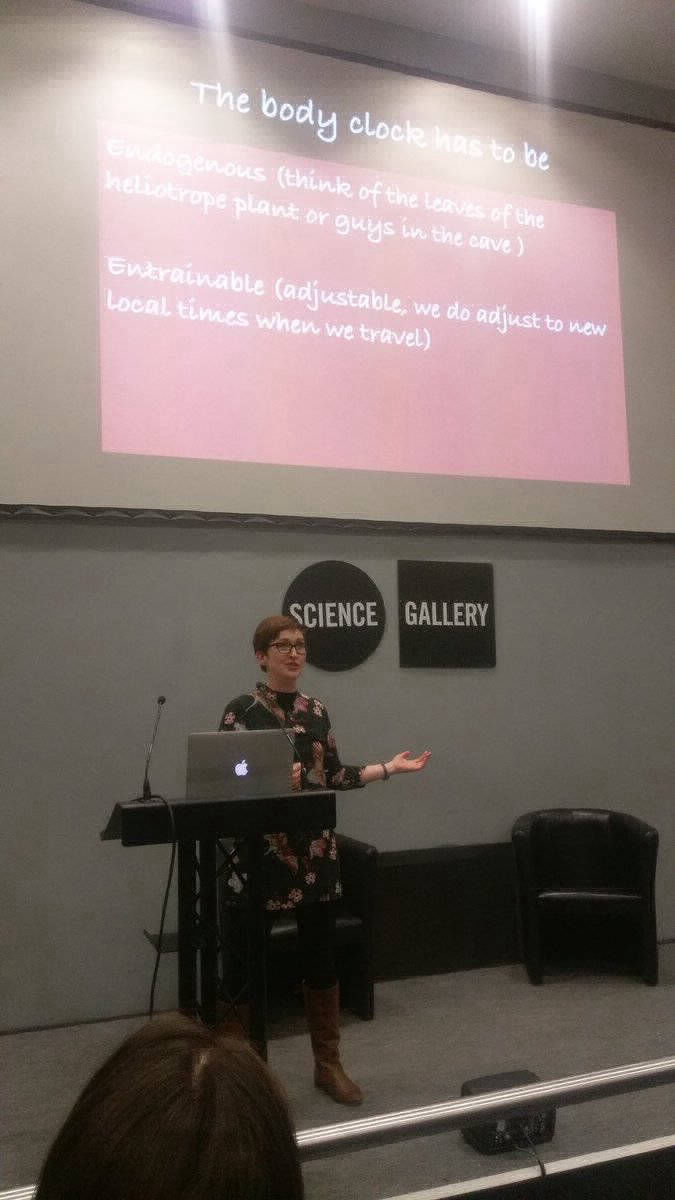 The body clock has to be
Endogenous (think of the leaves of the
heliotrope plant or guys in the cave )
Entrainable (adjustable, we do adjust to new
local times when we travel)
SCIENCE GALLERY